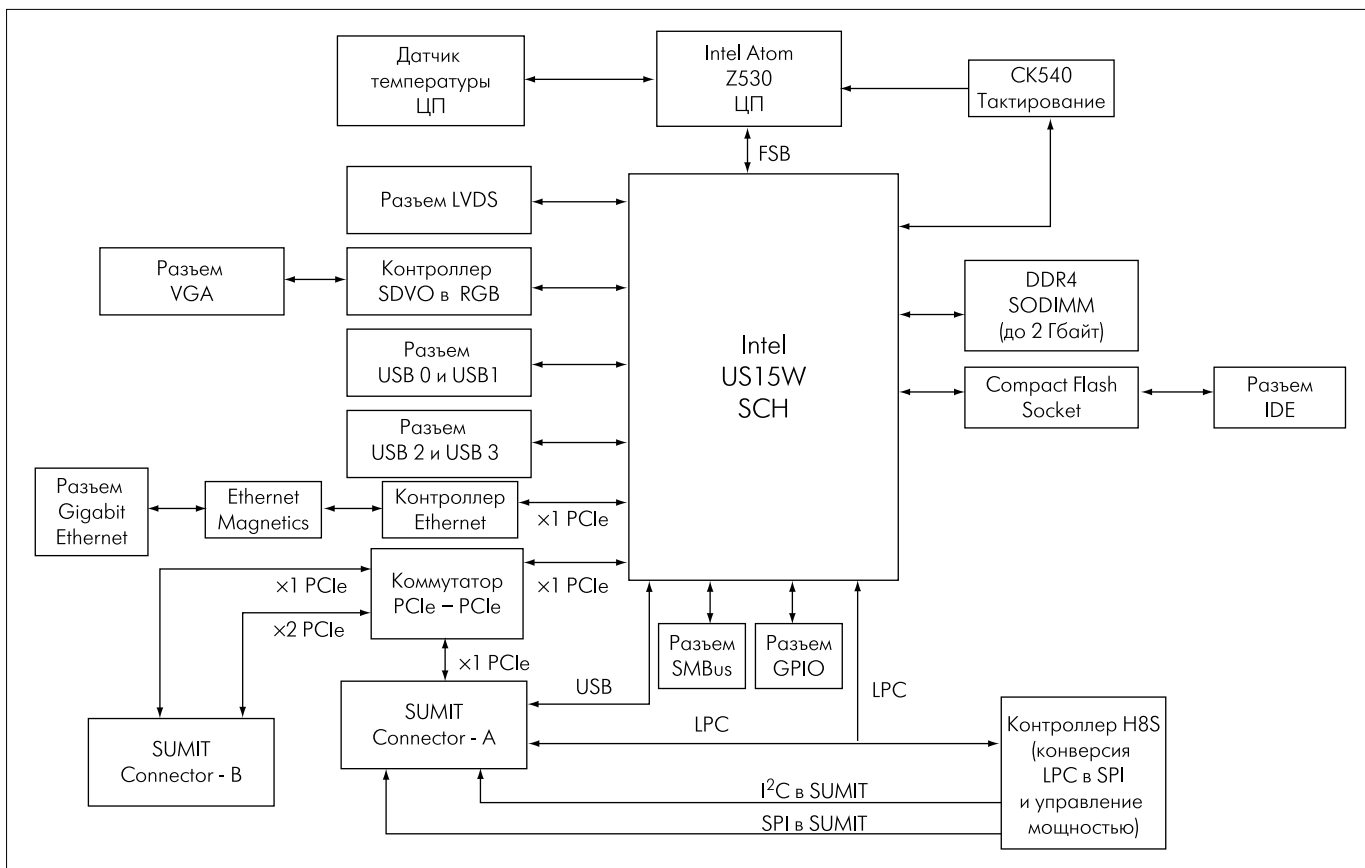 Датчик
температуры
ЦП
Intel Atom
Z530
ЦП
CK540
Тактирование
FSB
Разъем LVDS
Разъем
VGA
Контроллер
SDVO в RGB
DDR4
SODIMM
(до 2 Гбайт)
Разъем
USB 0 и USB1
Intel
US15W
SCH
Compact Flash
Socket
Разъем
IDE
Разъем
USB 2 и USB 3
Разъем
Gigabit
Ethernet
Ethernet
Magnetics
Контроллер
Ethernet
×1 PCIe
×1 PCIe
Коммутатор
PCIe – PCIe
×1 PCIe
×2 PCIe
×1 PCIe
Разъем
SMBus
Разъем
GPIO
USB
LPC
LPC
SUMIT
Connector - A
SUMIT
Connector - B
Контроллер H8S
(конверсия
LPC в SPI
и управление
мощностью)
I²C в SUMIT
SPI в SUMIT